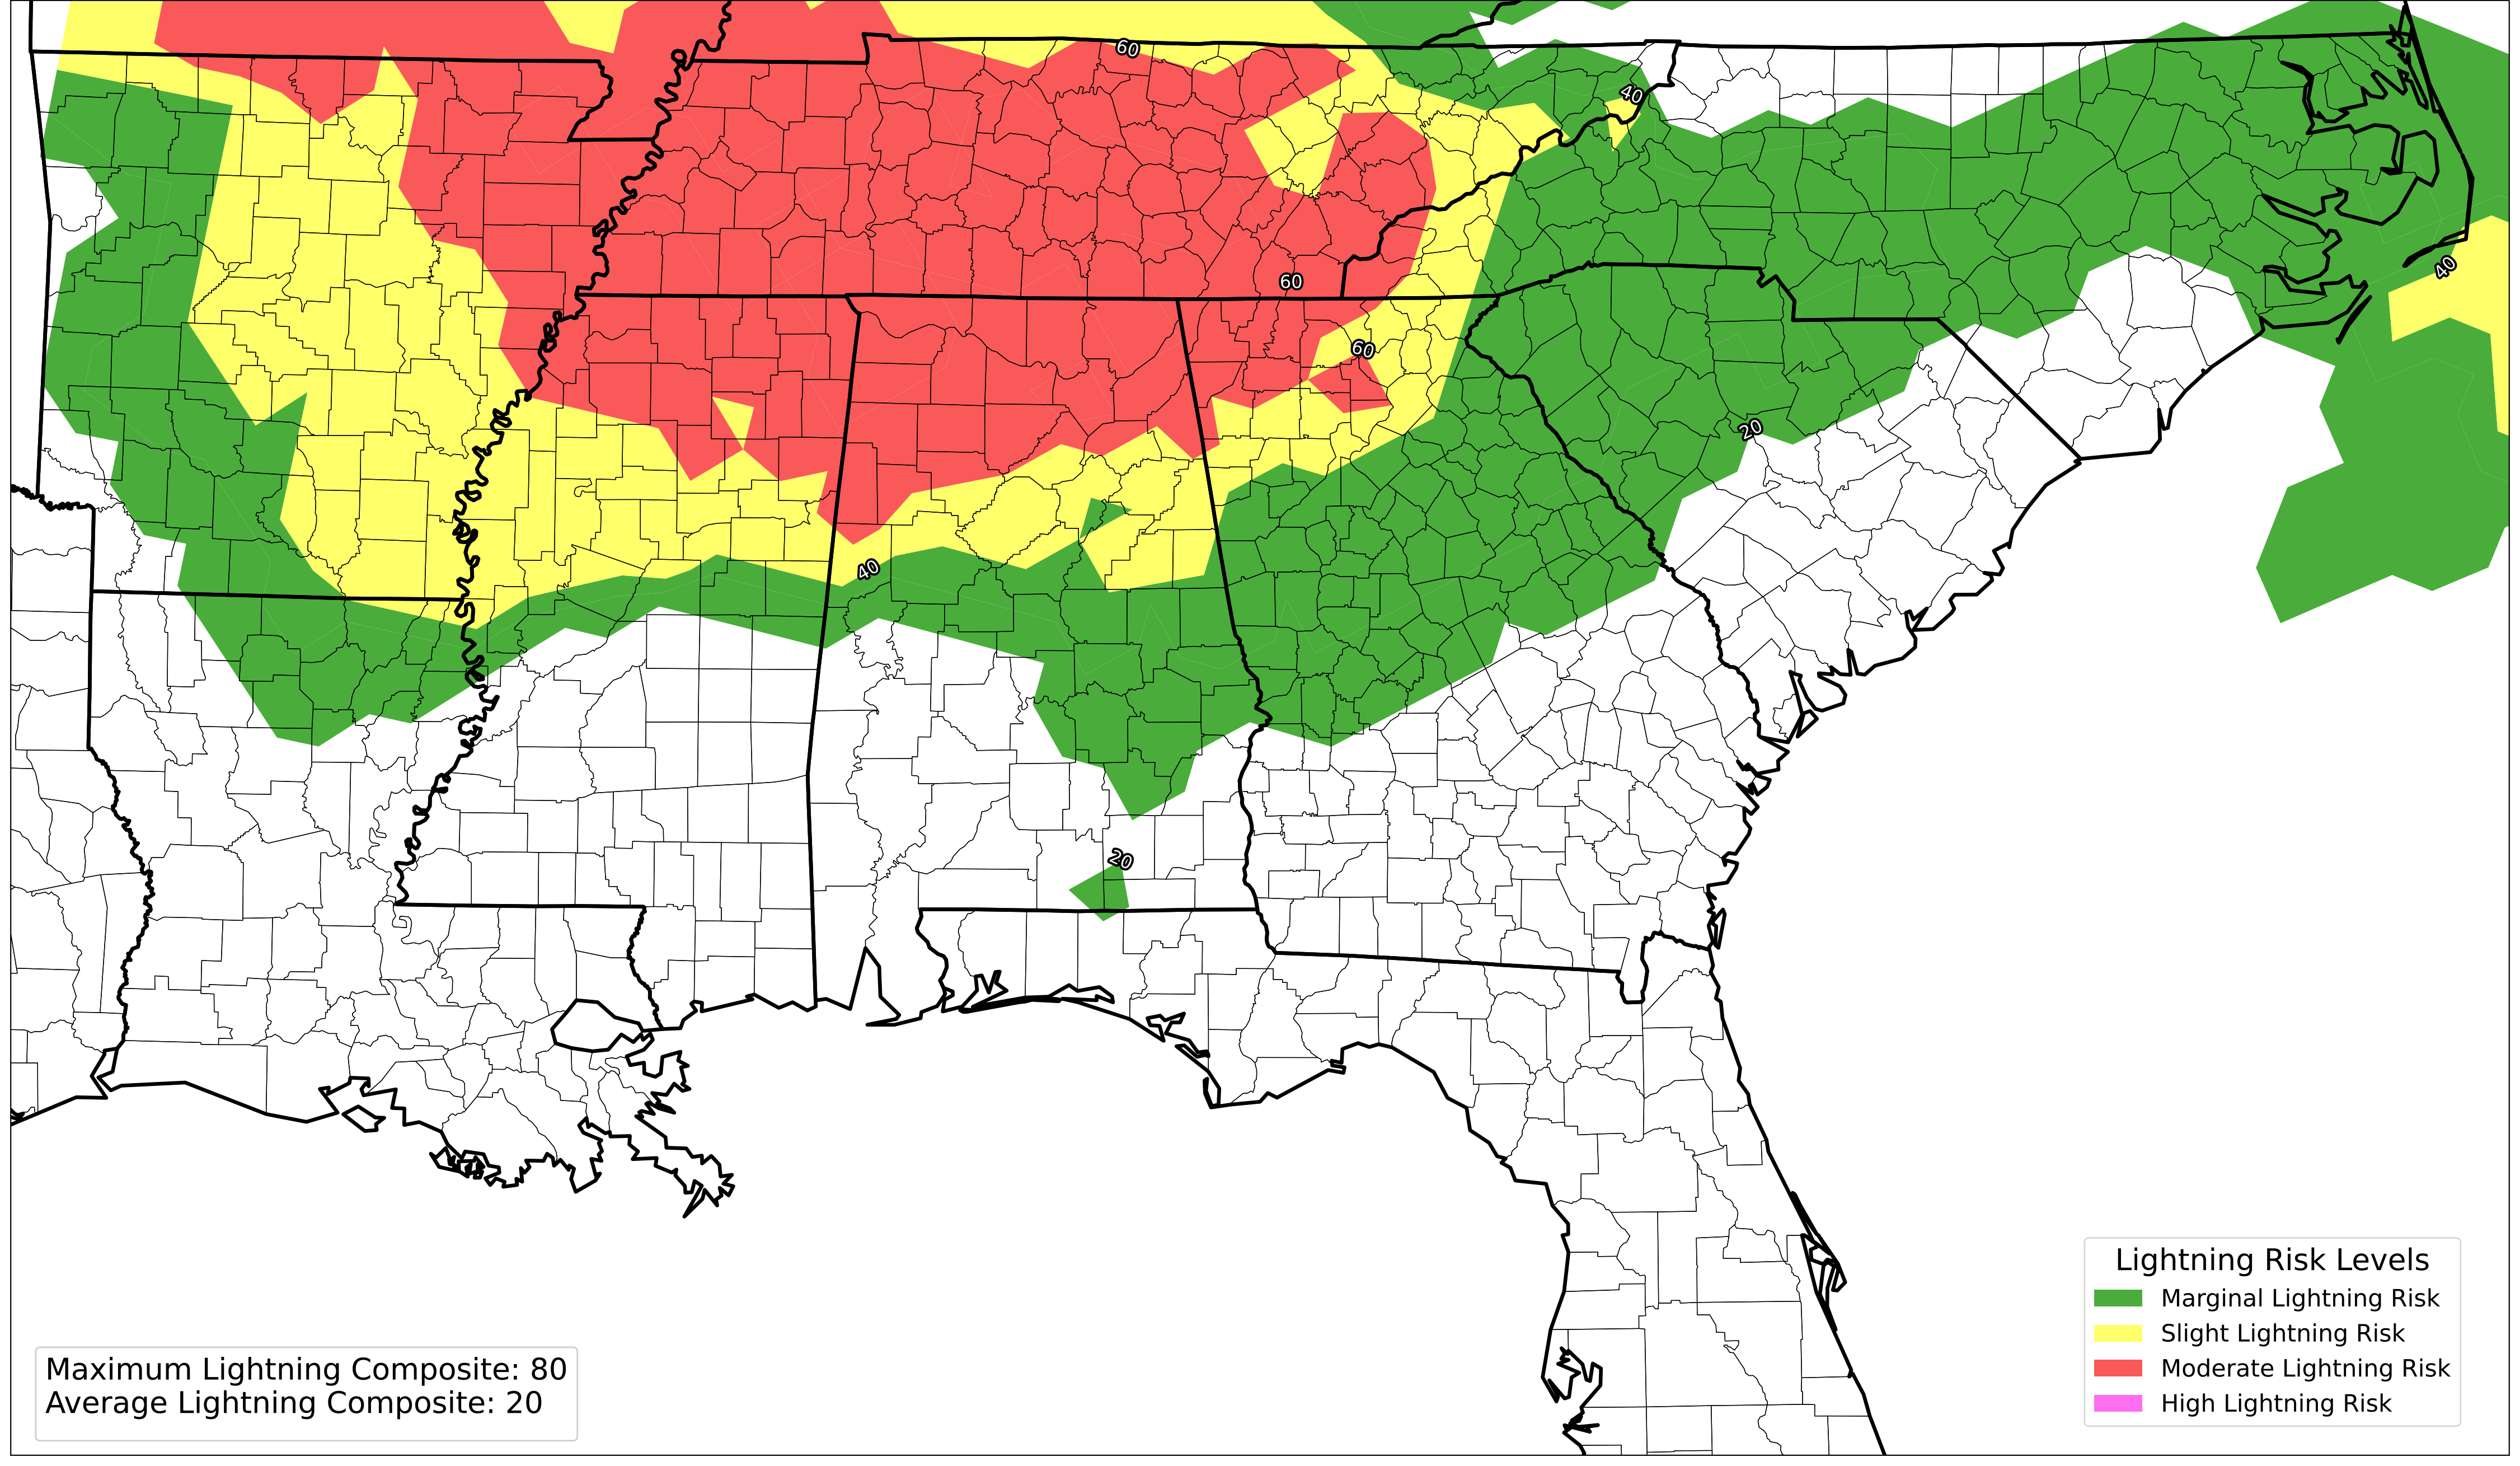 60
40
60
40
60
20
40
20
Lightning Risk Levels
Marginal Lightning Risk
Slight Lightning Risk
Moderate Lightning Risk
High Lightning Risk
Maximum Lightning Composite: 80
Average Lightning Composite: 20